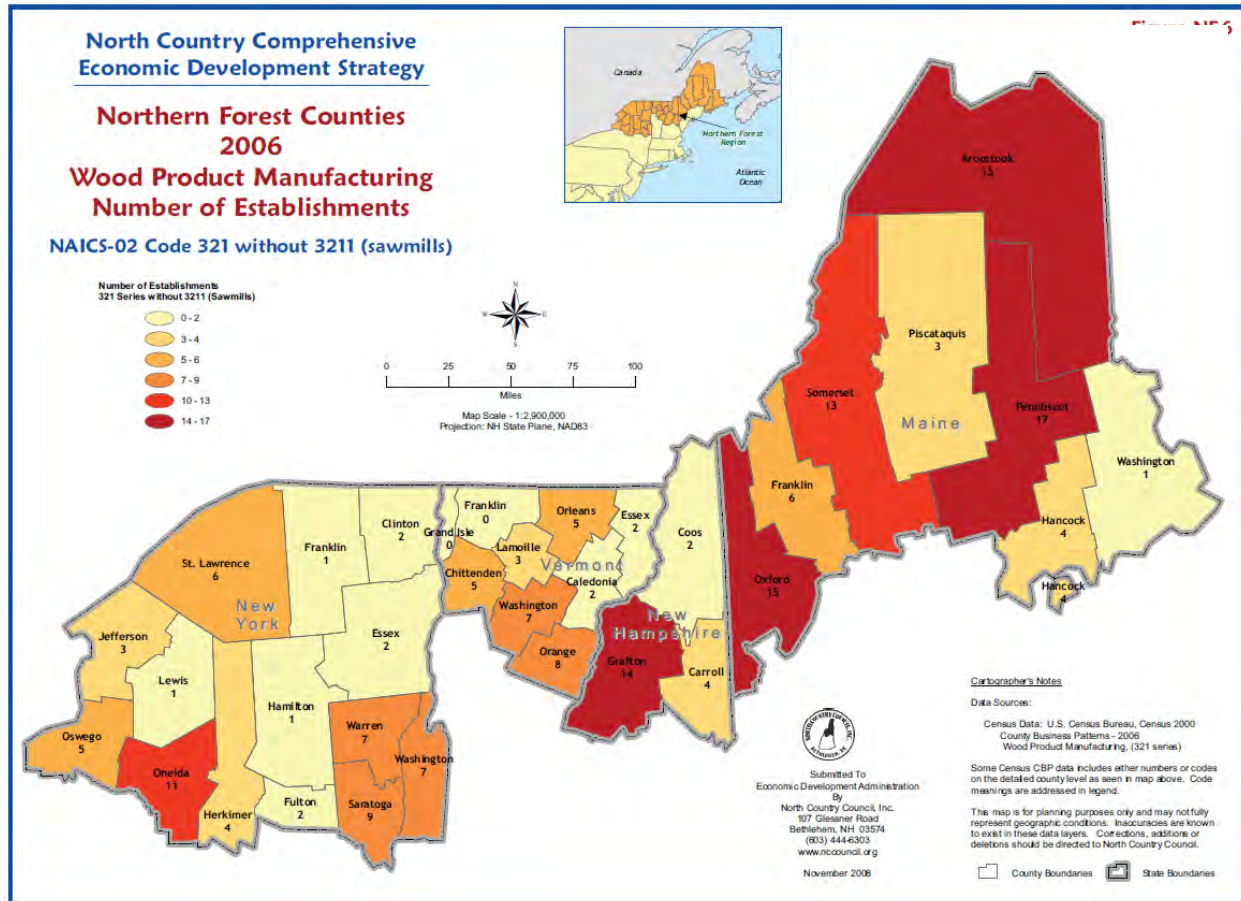 North Country Comprehensive
Economic Development Strategy
Northern Forest Counties
2006
Wood Product Manufacturing
Number of Establishments
NAICS-02 Code 321 without 3211 (sawmills)
Number of Establishments
321 Series without 3211 (Sawmills)
0 - 2
3 - 4
5 - 6
7 - 9
10 - 13
14 - 17
N
W
E
S
0
25
50
75
100
Miles
Map Scale - 1:2,900,000
Projection: NH State Plane, NAD83
Canada
Northern Forest
Region
Atlantic
Ocean
Aroostook
15
Piscataquis
3
Somerset
13
Maine
Penobscot
17
Washington
1
Franklin
6
Hancock
4
Hancock
4
Oxford
15
Coos
2
New
Hampshire
Grafton
14
Carroll
4
Franklin
0
Grand Isle
0
Orleans
5
Essex
2
Lamoille
3
Vermont
Chittenden
5
Caledonia
2
Washington
7
Orange
8
Clinton
2
Franklin
1
St. Lawrence
6
New
York
Essex
2
Jefferson
3
Lewis
1
Hamilton
1
Oswego
5
Oneida
11
Herkimer
4
Fulton
2
Warren
7
Washington
7
Saratoga
9
Submitted To
Economic Development Administration
By
North Country Council, Inc.
107 Glessner Road
Bethlehem, NH 03574
(603) 444-6303
www.nccouncil.org
November 2008
Cartographer's Notes
Data Sources:
Census Data: U.S. Census Bureau, Census 2000
County Business Patterns - 2006
Wood Product Manufacturing, (321 series)
Some Census CBP data includes either numbers or codes
on the detailed county level as seen in map above. Code
meanings are addressed in legend.
This map is for planning purposes only and may not fully
represent geographic conditions. Inaccuracies are known
to exist in these data layers. Corrections, additions or
deletions should be directed to North Country Council.
County Boundaries
State Boundaries